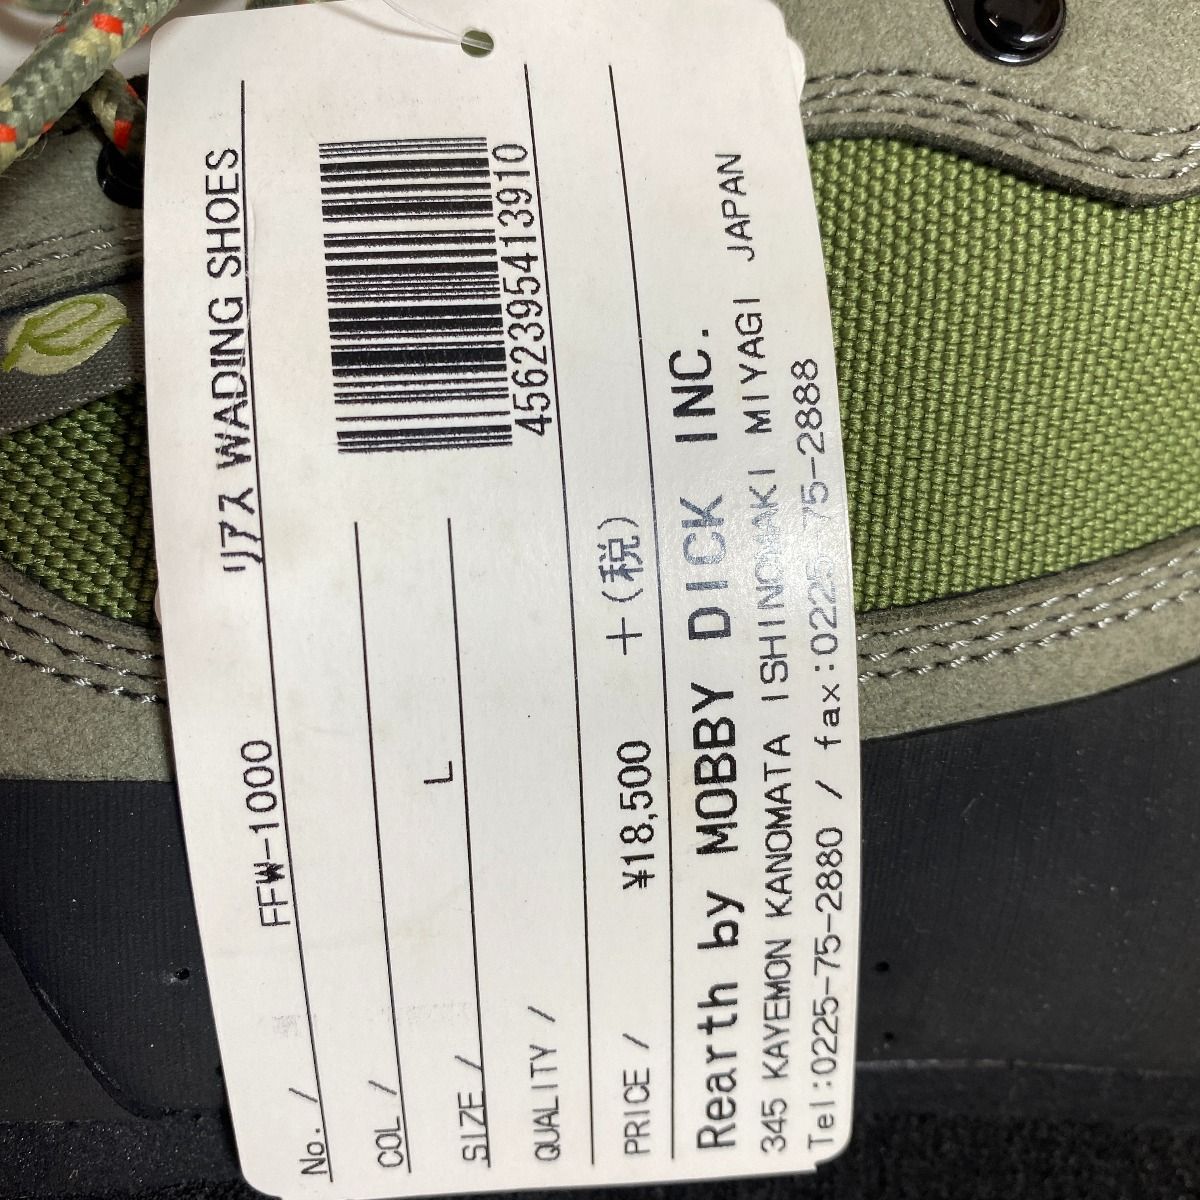 リアス WADING SHOES
No. / FFW-1000
4562395413910
COL /
SIZE / L
QUALITY /
PRICE / ¥18,500 +(税)
Rearth by MOBBY DICK INC.
345 KAYEMON KANOMATA ISHINOMAKI MIYAGI JAPAN
Tel:0225-75-2880 / fax:0225-75-2888